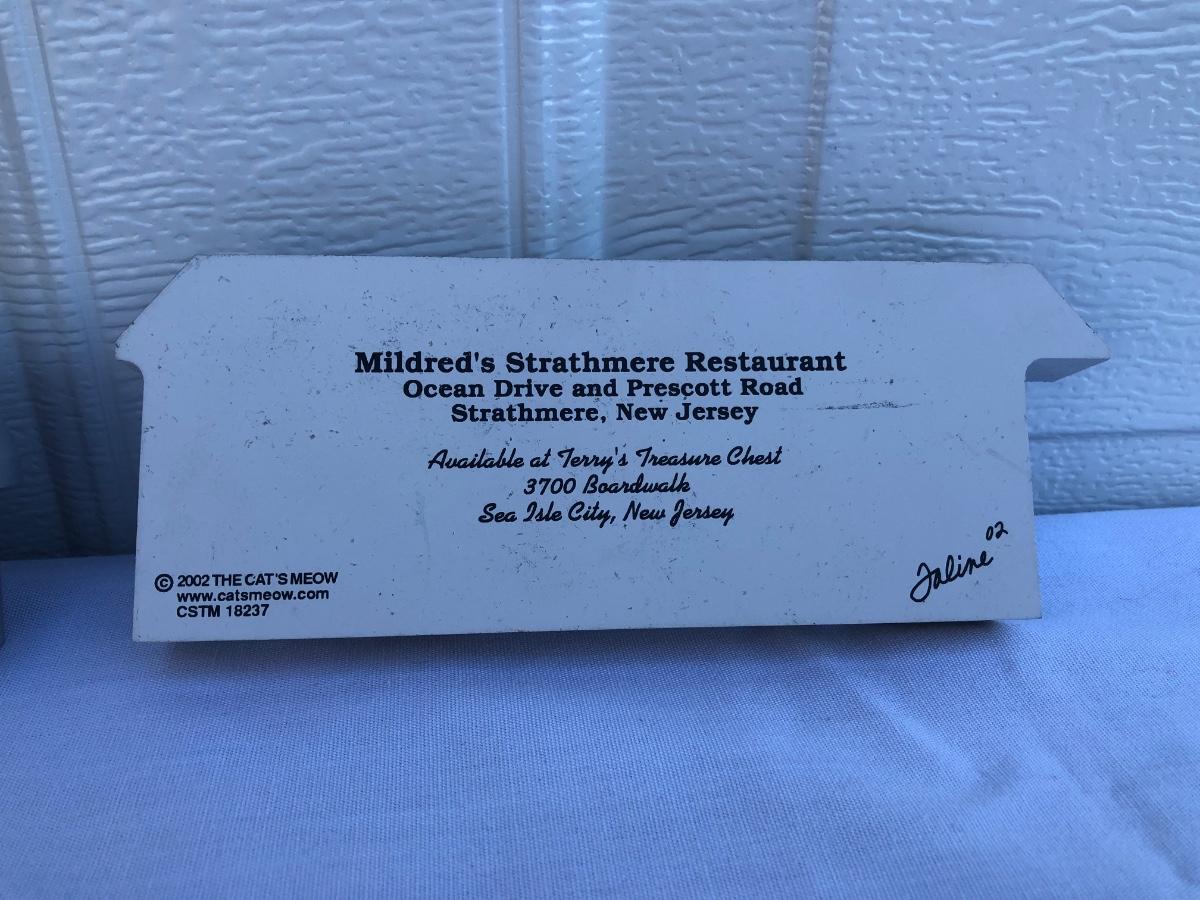 Mildred's Strathmere Restaurant
Ocean Drive and Prescott Road
Strathmere, New Jersey
Available at Terry's Treasure Chest
3700 Boardwalk
Sea Isle City, New Jersey
© 2002 THE CAT'S MEOW
www.catsmeow.com
CSTM 18237
Jaline 02